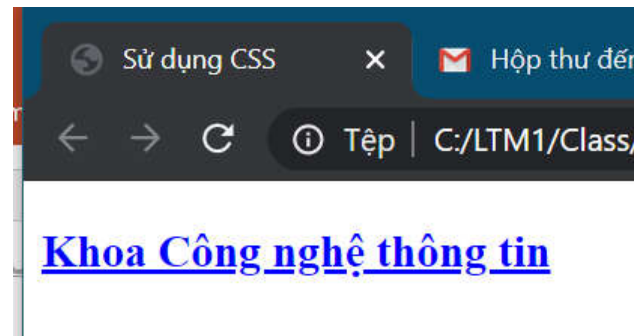 Sử dụng CSS Hộp thư đến
Tệp C:/LTM1/Class/
Khoa Công nghệ thông tin